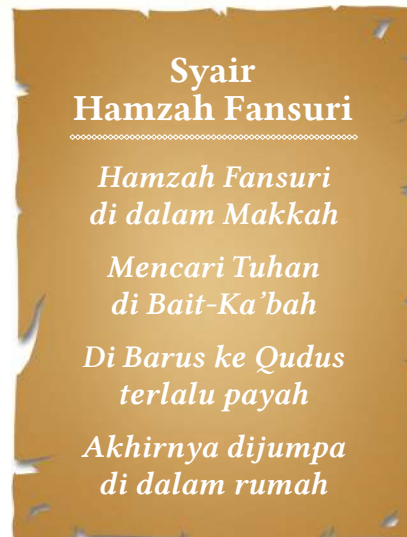 Syair
Hamzah Fansuri
Hamzah Fansuri
di dalam Makkah
Mencari Tuhan
di Bait-Ka’bah
Di Barus ke Qudus
terlalu payah
Akhirnya dijumpa
di dalam rumah